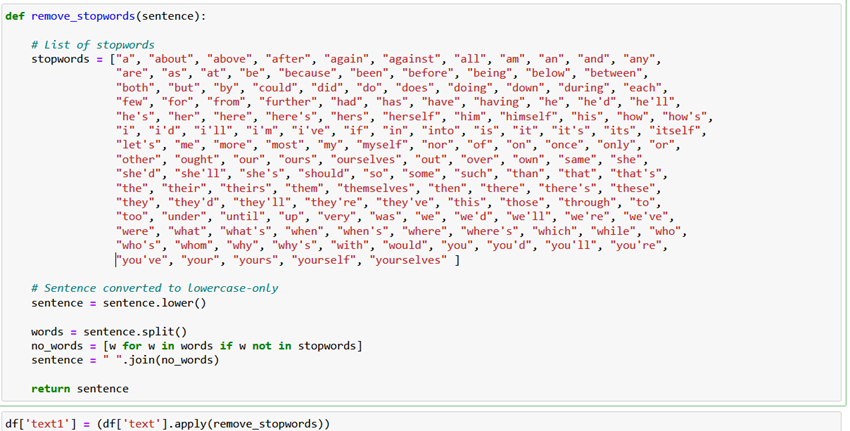 def remove_stopwords(sentence):
# List of stopwords
stopwords = ["a", "about", "above", "after", "again", "against", "all", "am", "an", "and", "any",
"are", "as", "at", "be", "because", "been", "before", "being", "below", "between",
"both", "but", "by", "could", "did", "do", "does", "doing", "down", "during", "each",
"few", "for", "from", "further", "had", "has", "have", "having", "he", "he'd", "he'll",
"he's", "her", "here", "here's", "hers", "herself", "him", "himself", "his", "how", "how's",
"i", "i'd", "i'll", "i'm", "i've", "if", "in", "into", "is", "it", "it's", "its", "itself",
"let's", "me", "more", "most", "my", "myself", "nor", "of", "on", "once", "only", "or",
"other", "ought", "our", "ours", "ourselves", "out", "over", "own", "same", "she",
"she'd", "she'll", "she's", "should", "so", "some", "such", "than", "that", "that's",
"the", "their", "theirs", "them", "themselves", "then", "there", "there's", "these",
"they", "they'd", "they'll", "they're", "they've", "this", "those", "through", "to",
"too", "under", "until", "up", "very", "was", "we", "we'd", "we'll", "we're", "we've",
"were", "what", "what's", "when", "when's", "where", "where's", "which", "while", "who",
"who's", "whom", "why", "why's", "with", "would", "you", "you'd", "you'll", "you're",
"you've", "your", "yours", "yourself", "yourselves" ]
# Sentence converted to lowercase-only
sentence = sentence.lower()
words = sentence.split()
no_words = [w for w in words if w not in stopwords]
sentence = " ".join(no_words)
return sentence
df['text1'] = (df['text'].apply(remove_stopwords))